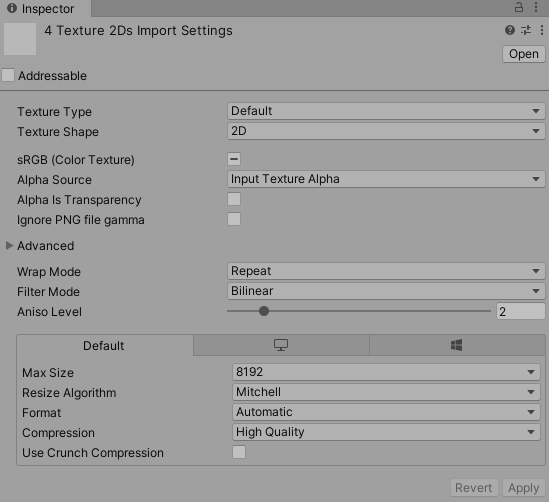 Inspector
4 Texture 2Ds Import Settings
Open
Addressable
Texture Type Default
Texture Shape 2D
sRGB (Color Texture)
Alpha Source Input Texture Alpha
Alpha Is Transparency
Ignore PNG file gamma
Advanced
Wrap Mode Repeat
Filter Mode Bilinear
Aniso Level 2
Default
Max Size 8192
Resize Algorithm Mitchell
Format Automatic
Compression High Quality
Use Crunch Compression
Revert Apply